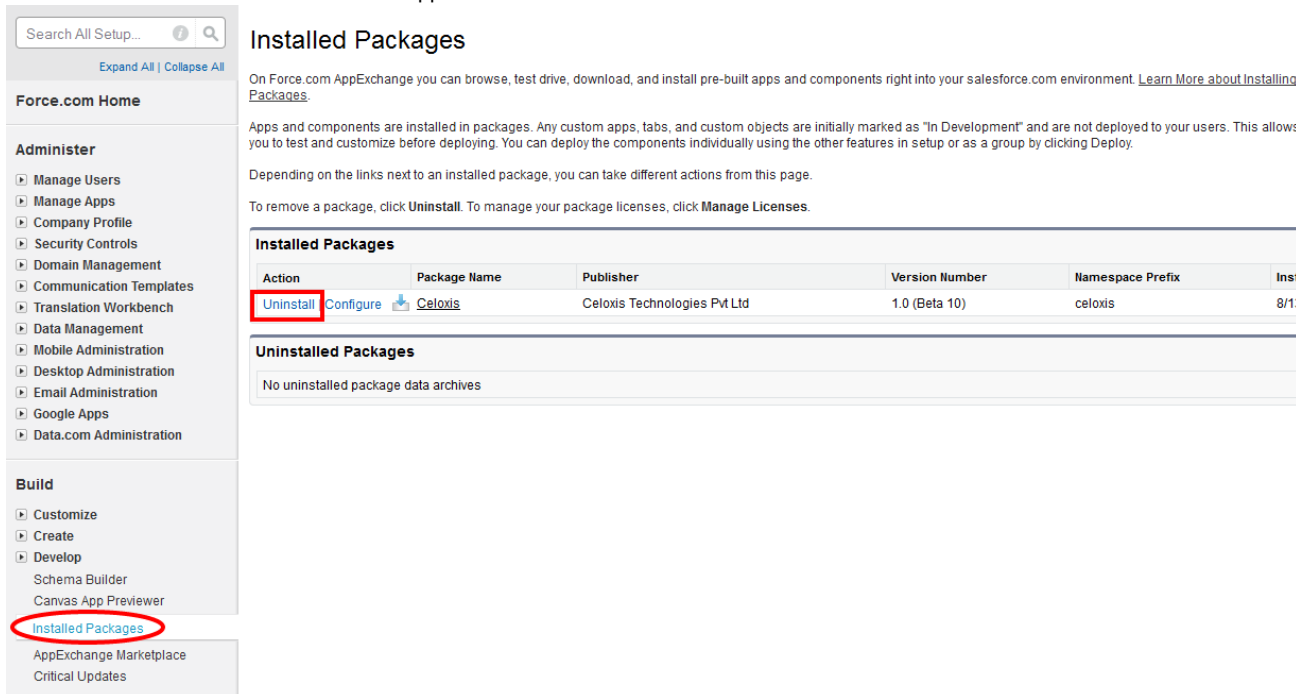 Search All Setup...
Expand All | Collapse All
Force.com Home
Administer
Manage Users
Manage Apps
Company Profile
Security Controls
Domain Management
Communication Templates
Translation Workbench
Data Management
Mobile Administration
Desktop Administration
Email Administration
Google Apps
Data.com Administration
Build
Customize
Create
Develop
Schema Builder
Canvas App Previewer
Installed Packages
AppExchange Marketplace
Critical Updates
Installed Packages
On Force.com AppExchange you can browse, test drive, download, and install pre-built apps and components right into your salesforce.com environment. Learn More about Installing
Packages.
Apps and components are installed in packages. Any custom apps, tabs, and custom objects are initially marked as "In Development" and are not deployed to your users. This allows
you to test and customize before deploying. You can deploy the components individually using the other features in setup or as a group by clicking Deploy.
Depending on the links next to an installed package, you can take different actions from this page.
To remove a package, click Uninstall. To manage your package licenses, click Manage Licenses.
Installed Packages
Action Package Name Publisher Version Number Namespace Prefix Ins
Uninstall | Configure Celoxis Celoxis Technologies Pvt Ltd 1.0 (Beta 10) celoxis 8/1
Uninstalled Packages
No uninstalled package data archives